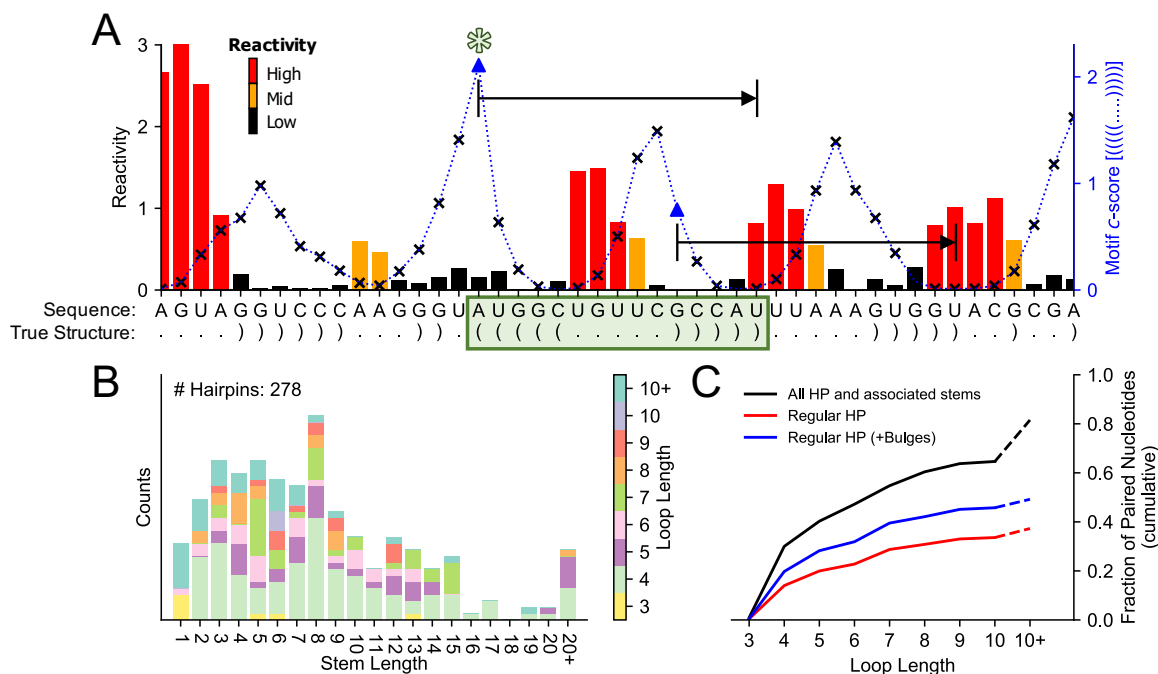 A
Reactivity
High
Mid
Low
3
2
1
0
Reactivity
2
1
0
Motif c-score [(((((.....)))))]
Sequence: A G U A G G U C C C A A G G G U A U G G C U G U U C G C C A U U U A A A G U G G U A C G C G A
True Structure: . . . . ) ) ) ) ) ) . . . . . . ( ( ( ( ( . . . . . ) ) ) ) ) . . . . . ) ) ) ) . . . . . . )
B
# Hairpins: 278
Counts
1 2 3 4 5 6 7 8 9 10 11 12 13 14 15 16 17 18 19 20 20+
Stem Length
10+
10
9
8
7
6
5
4
3
Loop Length
C
All HP and associated stems
Regular HP
Regular HP (+Bulges)
1.0
0.8
0.6
0.4
0.2
0.0
Fraction of Paired Nucleotides
(cumulative)
3 4 5 6 7 8 9 10 10+
Loop Length